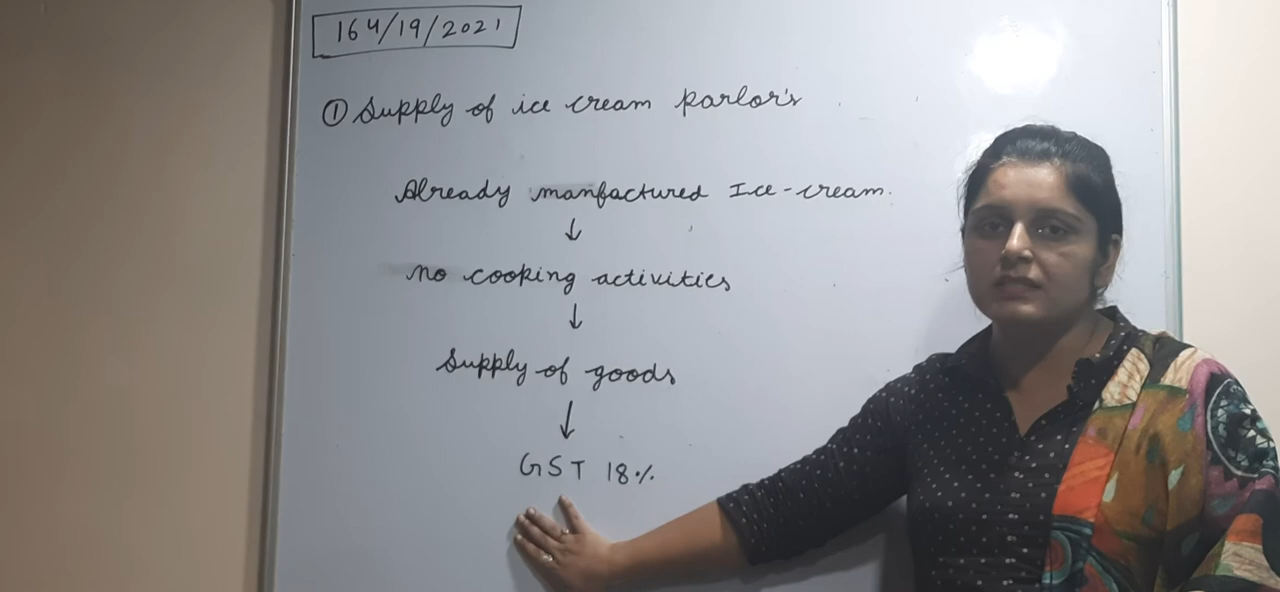 164/19/2021
① Supply of ice cream parlor's
Already manfactured Ice-cream.
↓
no cooking activities
↓
Supply of goods
↓
GST 18%